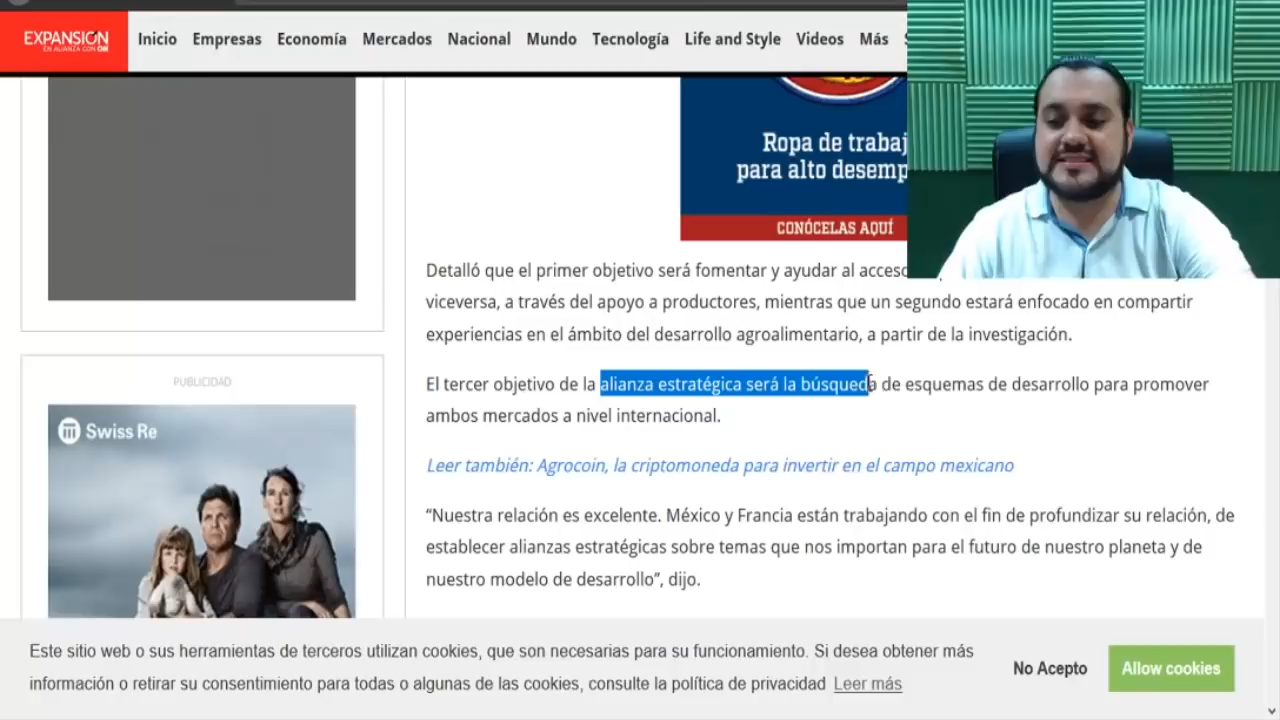 EXPANSIÓN
EN ALIANZA CON CNN
Inicio Empresas Economía Mercados Nacional Mundo Tecnología Life and Style Videos Más
Ropa de trabaj
para alto desemp
CONÓCELAS AQUÍ
Detalló que el primer objetivo será fomentar y ayudar al acceso
viceversa, a través del apoyo a productores, mientras que un segundo estará enfocado en compartir
experiencias en el ámbito del desarrollo agroalimentario, a partir de la investigación.
El tercer objetivo de la alianza estratégica será la búsqueda de esquemas de desarrollo para promover
ambos mercados a nivel internacional.
Leer también: Agrocoin, la criptomoneda para invertir en el campo mexicano
“Nuestra relación es excelente. México y Francia están trabajando con el fin de profundizar su relación, de
establecer alianzas estratégicas sobre temas que nos importan para el futuro de nuestro planeta y de
nuestro modelo de desarrollo”, dijo.
PUBLICIDAD
Swiss Re
Este sitio web o sus herramientas de terceros utilizan cookies, que son necesarias para su funcionamiento. Si desea obtener más
información o retirar su consentimiento para todas o algunas de las cookies, consulte la política de privacidad Leer más
No Acepto
Allow cookies